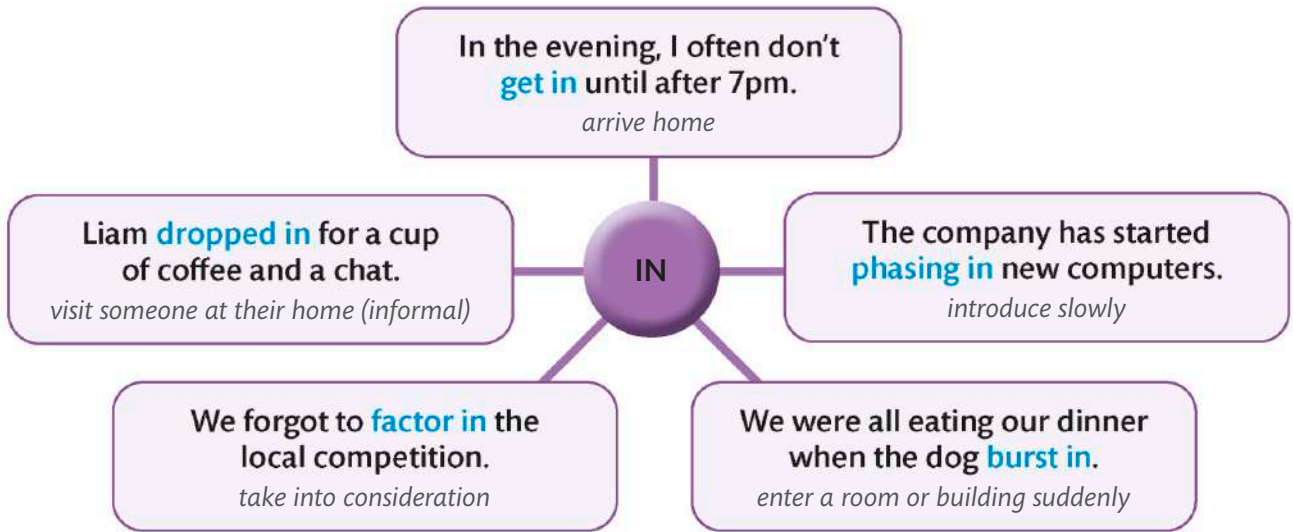 In the evening, I often don’t
get in until after 7pm.
arrive home
Liam dropped in for a cup
of coffee and a chat.
visit someone at their home (informal)
IN
The company has started
phasing in new computers.
introduce slowly
We forgot to factor in the
local competition.
take into consideration
We were all eating our dinner
when the dog burst in.
enter a room or building suddenly